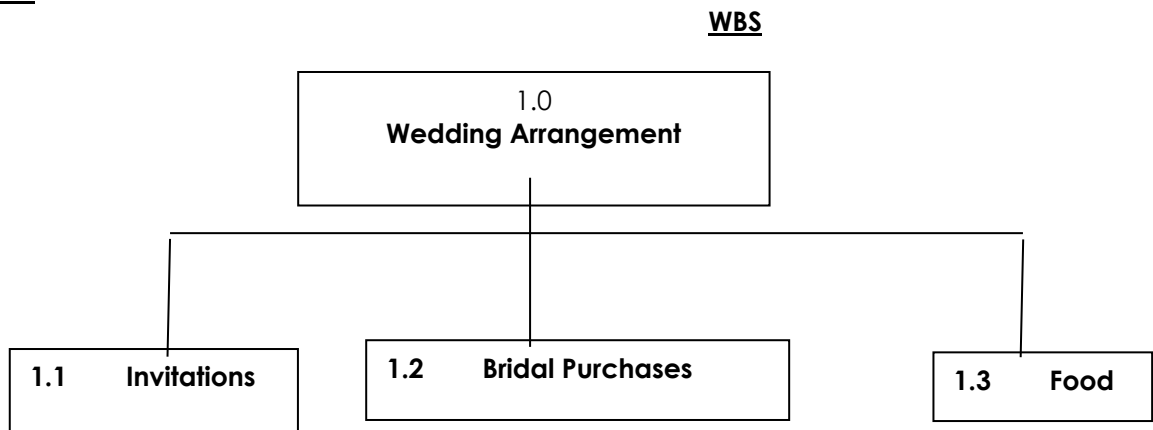 WBS
1.0
Wedding Arrangement
1.1 Invitations
1.2 Bridal Purchases
1.3 Food